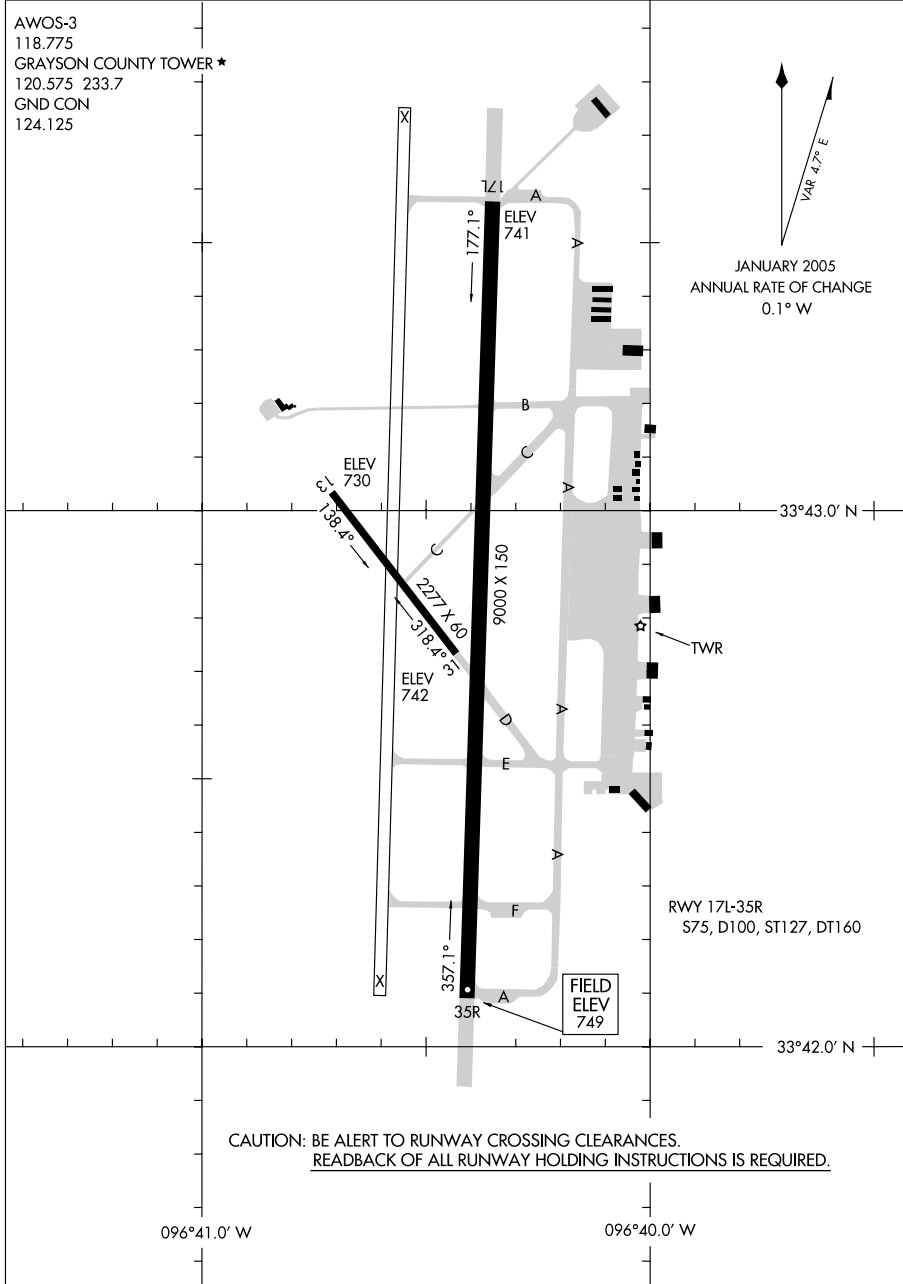 AWOS-3
118.775
GRAYSON COUNTY TOWER ★
120.575 233.7
GND CON
124.125
X
VAR 4.7° E
JANUARY 2005
ANNUAL RATE OF CHANGE
0.1° W
17L
A
ELEV
741
177.1°
A
B
C
ELEV
730
13
138.4°
A
33°43.0' N
C
9000 X 150
2277 X 60
318.4°
31
TWR
ELEV
742
A
D
E
A
F
RWY 17L-35R
S75, D100, ST127, DT160
357.1°
X
A
35R
FIELD
ELEV
749
33°42.0' N
CAUTION: BE ALERT TO RUNWAY CROSSING CLEARANCES.
READBACK OF ALL RUNWAY HOLDING INSTRUCTIONS IS REQUIRED.
096°41.0' W
096°40.0' W